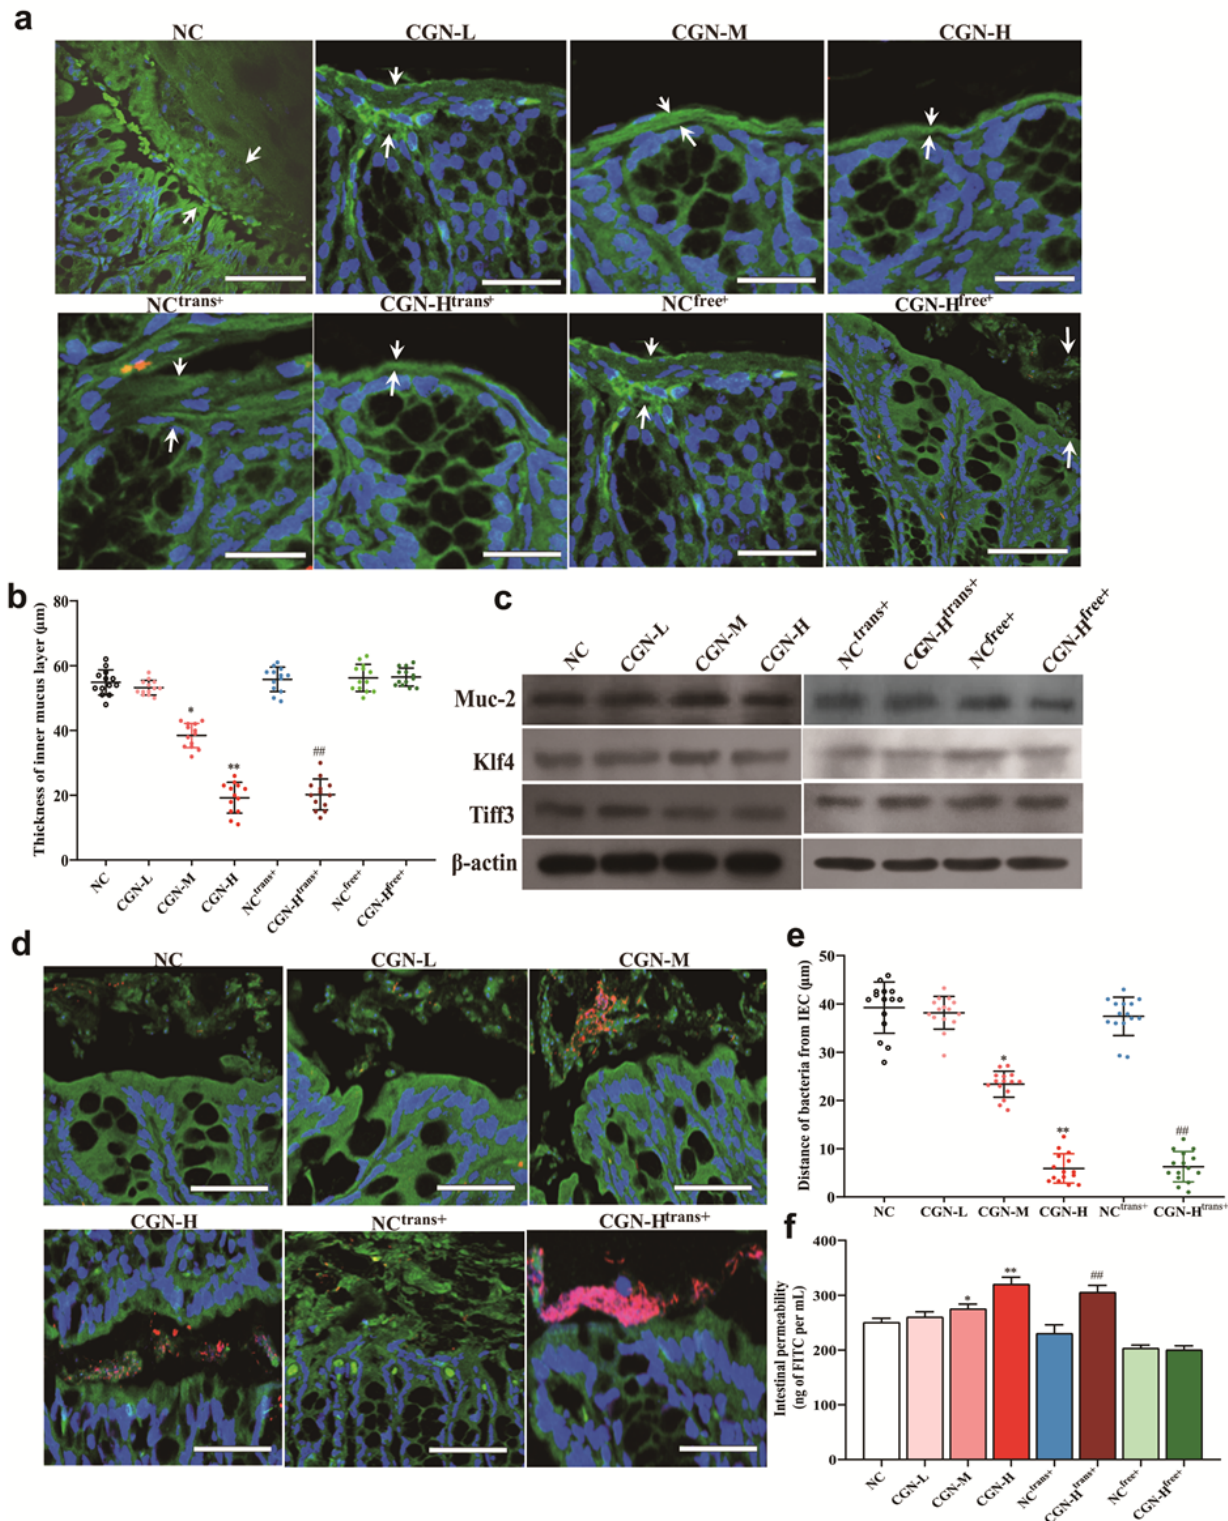 a
NC
CGN-L
CGN-M
CGN-H
NCtrans+
CGN-Htrans+
NCfree+
CGN-Hfree+
b
Thickness of inner mucus layer (μm)
80
60
40
20
0
*
**
##
NC
CGN-L
CGN-M
CGN-H
NCtrans+
CGN-Htrans+
NCfree+
CGN-Hfree+
c
NC
CGN-L
CGN-M
CGN-H
NCtrans+
CGN-Htrans+
NCfree+
CGN-Hfree+
Muc-2
Klf4
Tiff3
β-actin
d
NC
CGN-L
CGN-M
CGN-H
NCtrans+
CGN-Htrans+
e
Distance of bacteria from IEC (μm)
50
40
30
20
10
0
*
**
##
NC
CGN-L
CGN-M
CGN-H
NCtrans+
CGN-Htrans+
f
Intestinal permeability
(ng of FITC per mL)
400
300
200
100
0
*
**
##
NC
CGN-L
CGN-M
CGN-H
NCtrans+
CGN-Htrans+
NCfree+
CGN-Hfree+